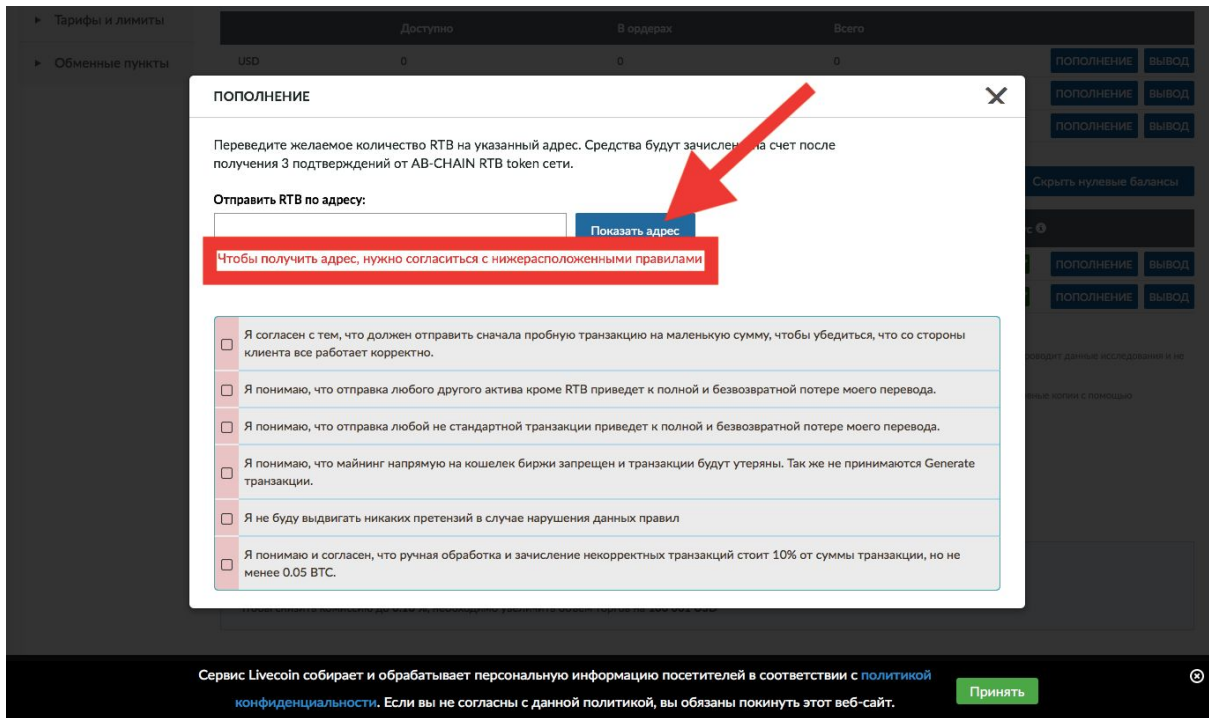 Тарифы и лимиты
Доступно В ордерах Всего
Обменные пункты
USD 0 0 0 ПОПОЛНЕНИЕ ВЫВОД
ПОПОЛНЕНИЕ
ПОПОЛНЕНИЕ ВЫВОД
ПОПОЛНЕНИЕ ВЫВОД
Переведите желаемое количество RTB на указанный адрес. Средства будут на счет после
получения 3 подтверждений от AB-CHAIN RTB token сети.
Скрыть нулевые балансы
Отправить RTB по адресу:
Показать адрес
Чтобы получить адрес, нужно согласиться с нижерасположенными правилами
ПОПОЛНЕНИЕ ВЫВОД
ПОПОЛНЕНИЕ ВЫВОД
Я согласен с тем, что должен отправить сначала пробную транзакцию на маленькую сумму, чтобы убедиться, что со стороны
клиента все работает корректно.
Я понимаю, что отправка любого другого актива кроме RTB приведет к полной и безвозвратной потере моего перевода.
Я понимаю, что отправка любой не стандартной транзакции приведет к полной и безвозвратной потере моего перевода.
Я понимаю, что майнинг напрямую на кошелек биржи запрещен и транзакции будут утеряны. Так же не принимаются Generate
транзакции.
Я не буду выдвигать никаких претензий в случае нарушения данных правил
Я понимаю и согласен, что ручная обработка и зачисление некорректных транзакций стоит 10% от суммы транзакции, но не
менее 0.05 BTC.
Сервис Livecoin собирает и обрабатывает персональную информацию посетителей в соответствии с политикой
конфиденциальности. Если вы не согласны с данной политикой, вы обязаны покинуть этот веб-сайт.
Принять